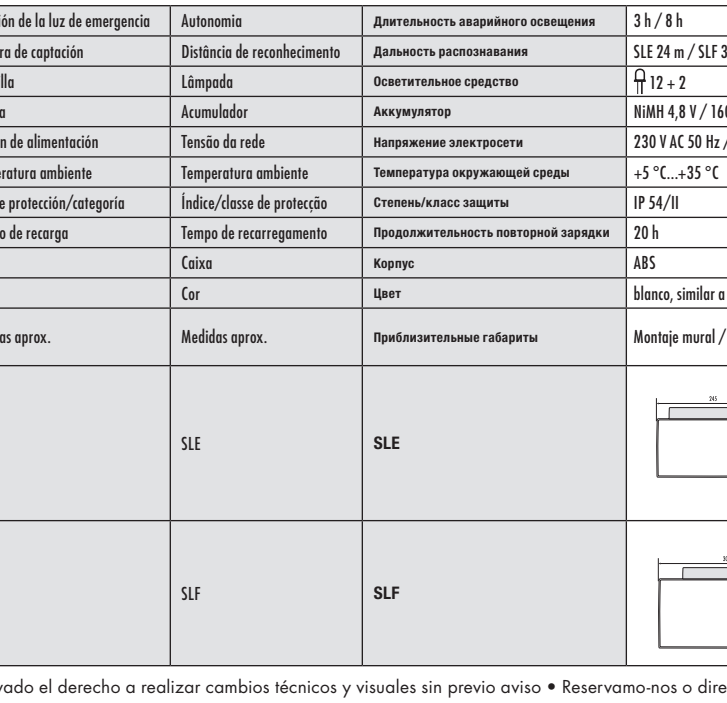 ión de la luz de emergencia Autonomia Длительность аварийного освещения 3 h / 8 h
ra de captación Distância de reconhecimento Дальность распознавания SLE 24 m / SLF 3
lla Lâmpada Осветительное средство 12 + 2
a Acumulador Аккумулятор NiMH 4,8 V / 160
n de alimentación Tensão da rede Напряжение электросети 230 V AC 50 Hz /
ratura ambiente Temperatura ambiente Температура окружающей среды +5 °C...+35 °C
e protección/categoría Índice/classe de protecção Степень/класс защиты IP 54/II
o de recarga Tempo de recarregamento Продолжительность повторной зарядки 20 h
Caixa Корпус ABS
Cor Цвет blanco, similar a
as aprox. Medidas aprox. Приблизительные габариты Montaje mural /
245
SLE SLE
30
SLF SLF
vado el derecho a realizar cambios técnicos y visuales sin previo aviso • Reservamo-nos o dire